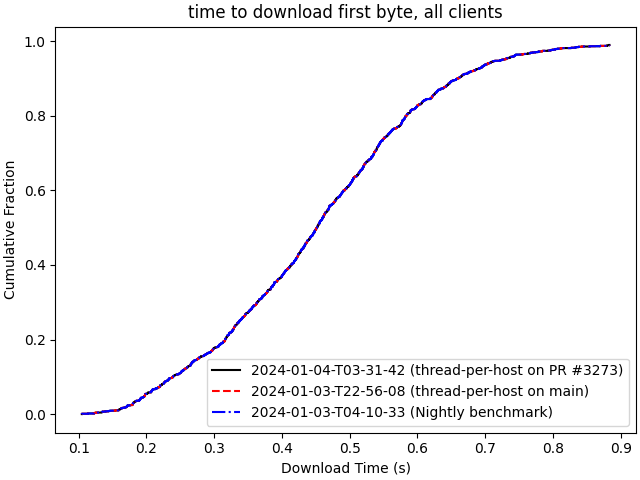 time to download first byte, all clients
1.0
0.8
0.6
0.4
0.2
0.0
Cumulative Fraction
2024-01-04-T03-31-42 (thread-per-host on PR #3273)
2024-01-03-T22-56-08 (thread-per-host on main)
2024-01-03-T04-10-33 (Nightly benchmark)
0.1 0.2 0.3 0.4 0.5 0.6 0.7 0.8 0.9
Download Time (s)